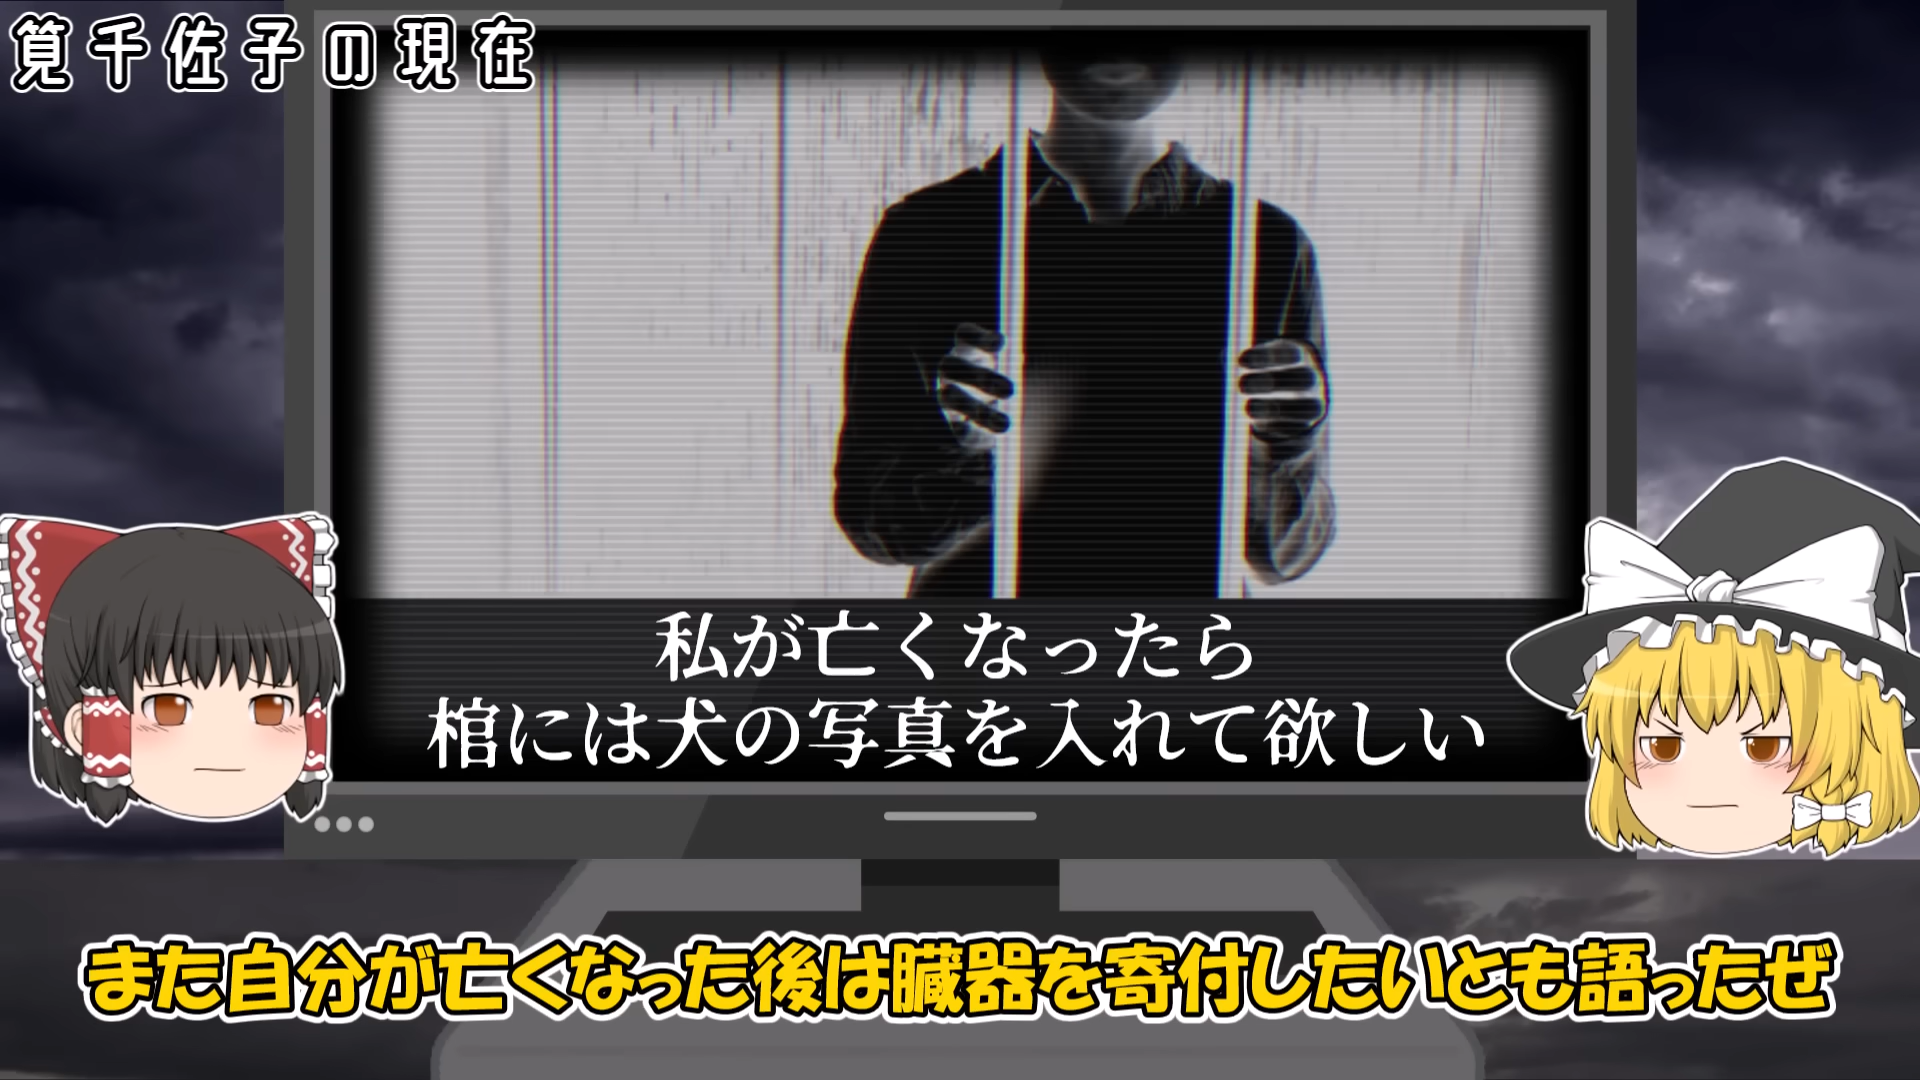 筧千佐子の現在
私が亡くなったら
棺には犬の写真を入れて欲しい
また自分が亡くなった後は臓器を寄付したいとも語ったぜ